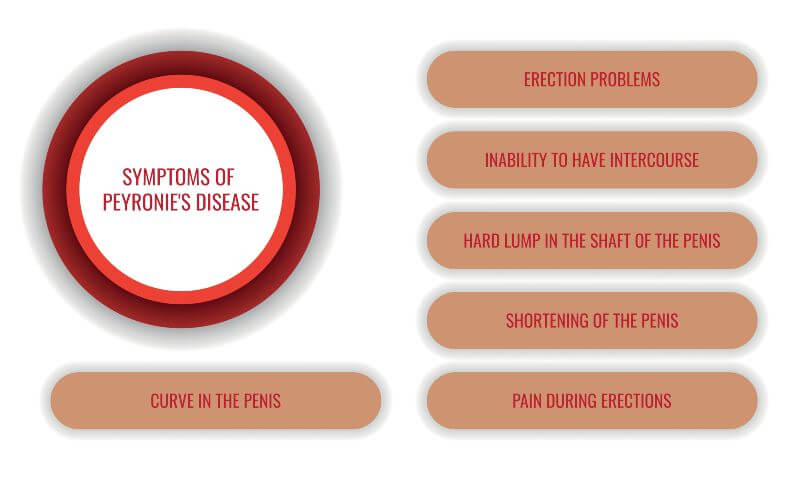 SYMPTOMS OF
PEYRONIE'S DISEASE
CURVE IN THE PENIS
ERECTION PROBLEMS
INABILITY TO HAVE INTERCOURSE
HARD LUMP IN THE SHAFT OF THE PENIS
SHORTENING OF THE PENIS
PAIN DURING ERECTIONS